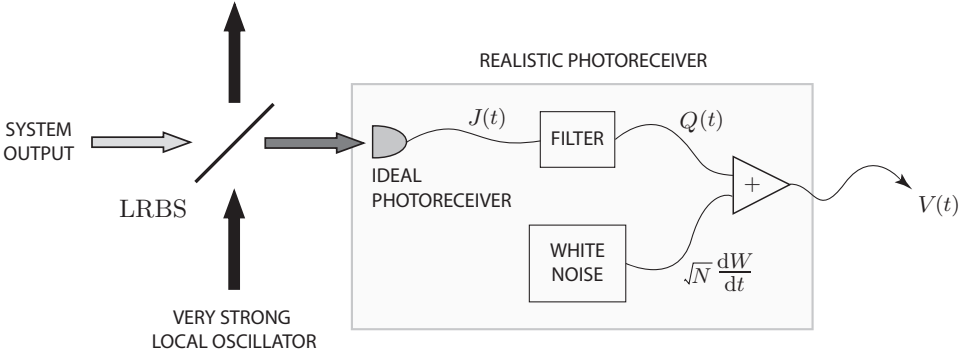 REALISTIC PHOTORECEIVER
SYSTEM
OUTPUT
J(t)
FILTER
Q(t)
IDEAL
PHOTORECEIVER
+
LRBS
V(t)
WHITE
NOISE
√N dW/dt
VERY STRONG
LOCAL OSCILLATOR